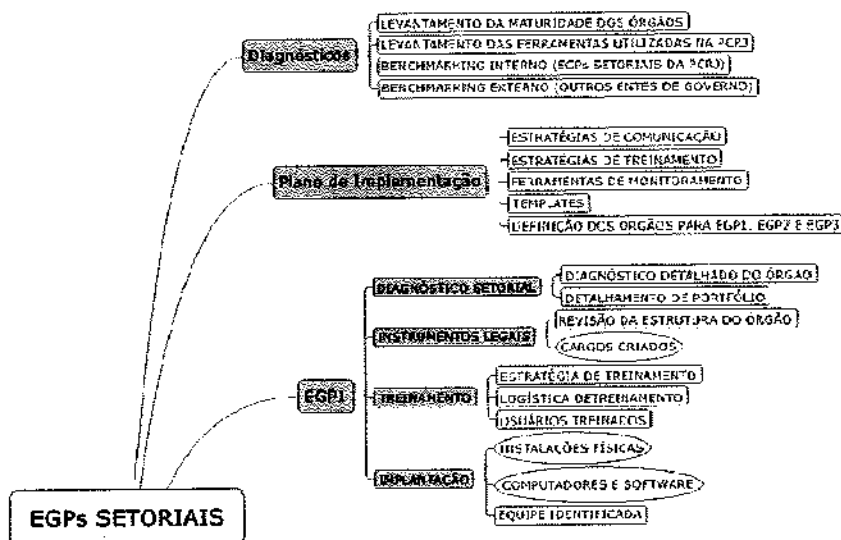 LEVANTAMENTO DA MATURIDADE DOS ÓRGÃOS
Diagnósticos
LEVANTAMENTO DAS FERRAMENTAS UTILIZADAS NA PCRJ
BENCHMARKING INTERNO (EGPs SETORIAIS DA PCRJ)
BENCHMARKING EXTERNO (OUTROS ENTES DE GOVERNO)
ESTRATÉGIAS DE COMUNICAÇÃO
ESTRATÉGIAS DE TREINAMENTO
Plano de Implementação
FERRAMENTAS DE MONITORAMENTO
TEMPLATES
DEFINIÇÃO DOS ÓRGÃOS PARA EGP1, EGP2 E EGP3
EGP1
DIAGNÓSTICO SETORIAL
DIAGNÓSTICO DETALHADO DO ÓRGÃO
DETALHAMENTO DE PORTFÓLIO
INSTRUMENTOS LEGAIS
REVISÃO DA ESTRUTURA DO ÓRGÃO
CARGOS CRIADOS
TREINAMENTO
ESTRATÉGIA DE TREINAMENTO
LOGÍSTICA DETREINIAMENTO
USUÁRIOS TREINADOS
IMPLANTAÇÃO
INSTALAÇÕES FÍSICAS
COMPUTADORES E SOFTWARE
EQUIPE IDENTIFICADA
EGPs SETORIAIS